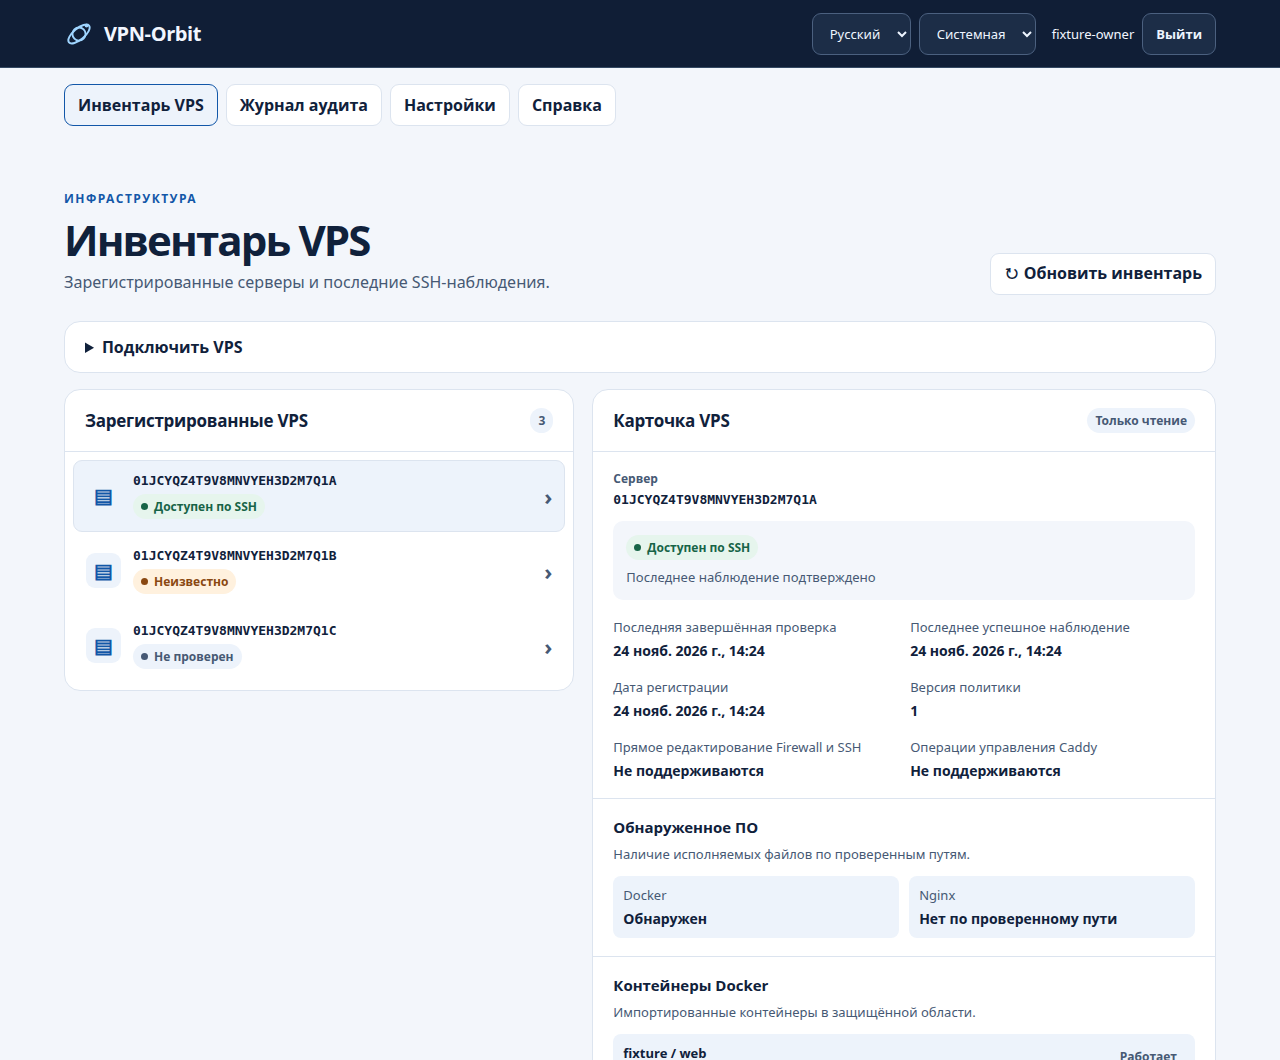 VPN-Orbit
Русский
Системная
fixture-owner
Выйти
Инвентарь VPS
Журнал аудита
Настройки
Справка
ИНФРАСТРУКТУРА
Инвентарь VPS
Зарегистрированные серверы и последние SSH-наблюдения.
↻ Обновить инвентарь
Подключить VPS
Зарегистрированные VPS
3
01JCYQZ4T9V8MNVYEH3D2M7Q1A
Доступен по SSH
01JCYQZ4T9V8MNVYEH3D2M7Q1B
Неизвестно
01JCYQZ4T9V8MNVYEH3D2M7Q1C
Не проверен
Карточка VPS
Только чтение
Сервер
01JCYQZ4T9V8MNVYEH3D2M7Q1A
Доступен по SSH
Последнее наблюдение подтверждено
Последняя завершённая проверка
24 нояб. 2026 г., 14:24
Последнее успешное наблюдение
24 нояб. 2026 г., 14:24
Дата регистрации
24 нояб. 2026 г., 14:24
Версия политики
1
Прямое редактирование Firewall и SSH
Не поддерживаются
Операции управления Caddy
Не поддерживаются
Обнаруженное ПО
Наличие исполняемых файлов по проверенным путям.
Docker
Обнаружен
Nginx
Нет по проверенному пути
Контейнеры Docker
Импортированные контейнеры в защищённой области.
fixture / web
Работает